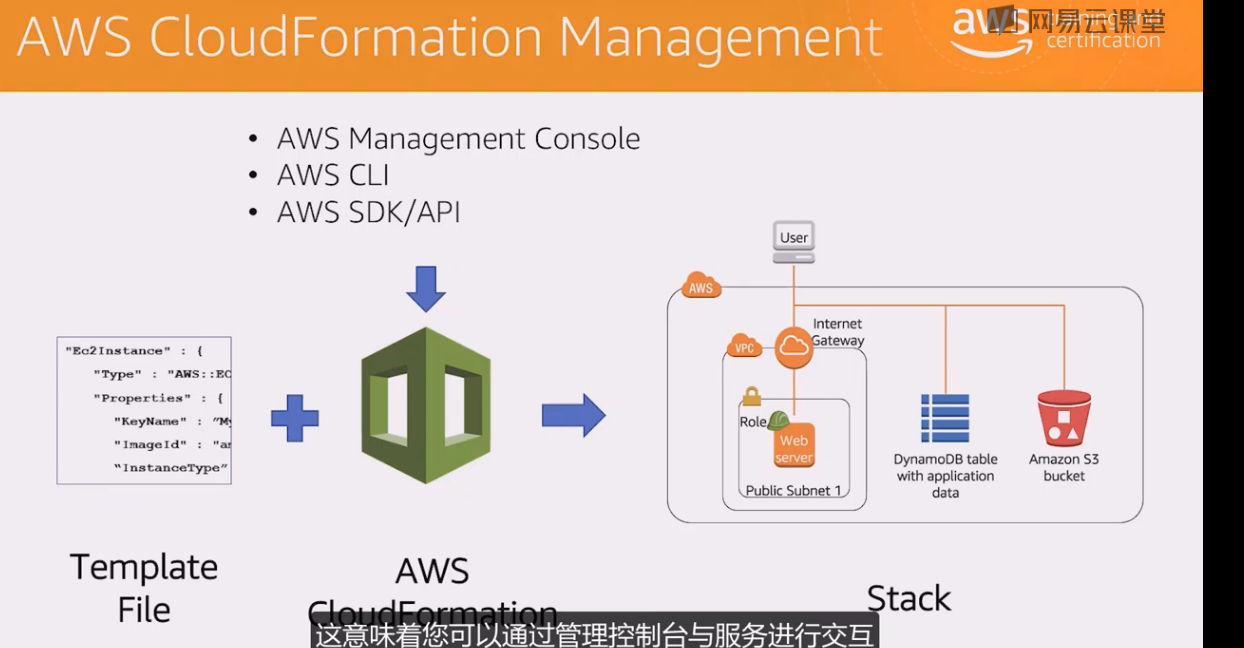 AWS CloudFormation Management
aws training and
certification
网易云课堂
• AWS Management Console
• AWS CLI
• AWS SDK/API
"Ec2Instance" : {
"Type" : "AWS::EC
"Properties" : {
"KeyName" : "My
"ImageId" : "am
"InstanceType"
User
AWS
Internet
Gateway
VPC
Role
Web
server
Public Subnet 1
DynamoDB table
with application
data
Amazon S3
bucket
Template
File
AWS
CloudFormation
Stack
这意味着您可以通过管理控制台与服务进行交互